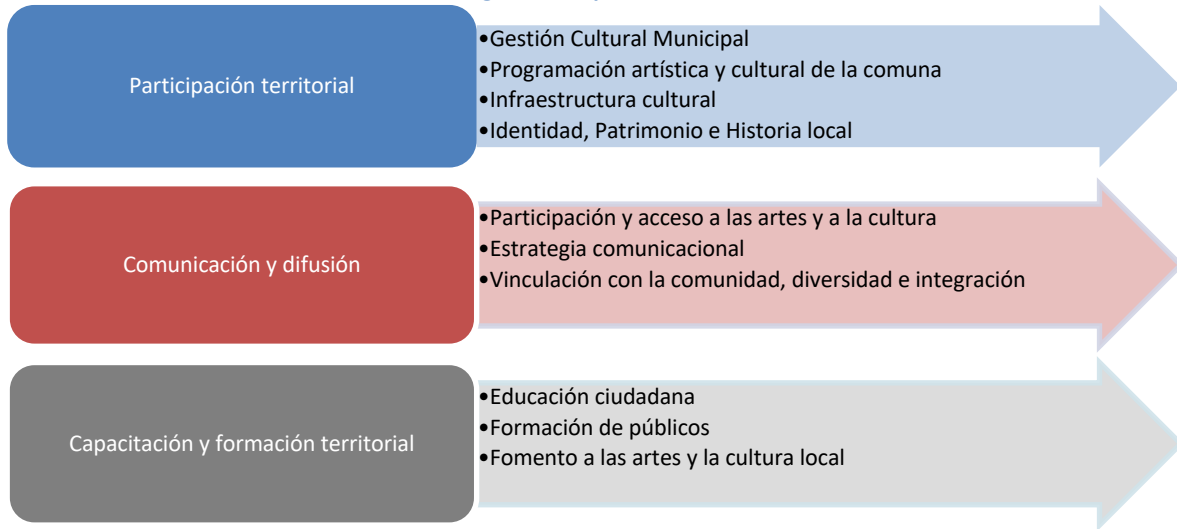 Participación territorial
•Gestión Cultural Municipal
•Programación artística y cultural de la comuna
•Infraestructura cultural
•Identidad, Patrimonio e Historia local
Comunicación y difusión
•Participación y acceso a las artes y a la cultura
•Estrategia comunicacional
•Vinculación con la comunidad, diversidad e integración
Capacitación y formación territorial
•Educación ciudadana
•Formación de públicos
•Fomento a las artes y la cultura local